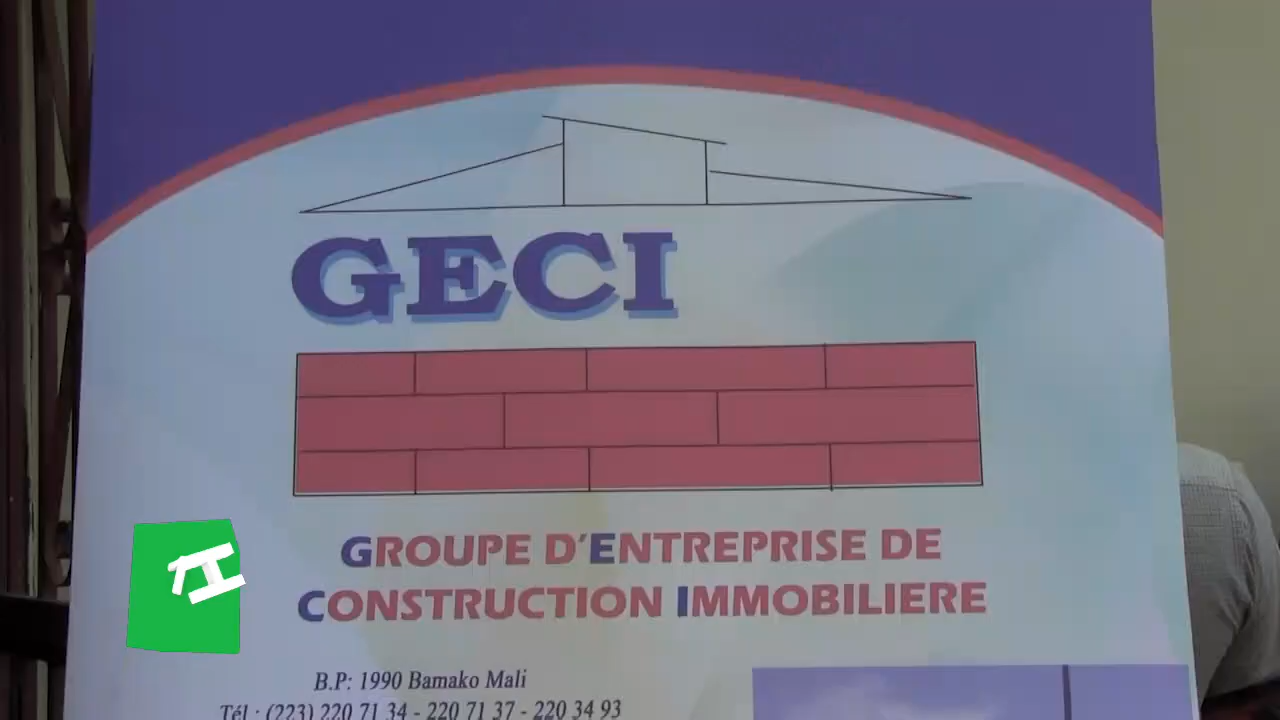 GECI
GROUPE D'ENTREPRISE DE
CONSTRUCTION IMMOBILIERE
B.P: 1990 Bamako Mali
Tél : (223) 220 71 34 - 220 71 37 - 220 34 93